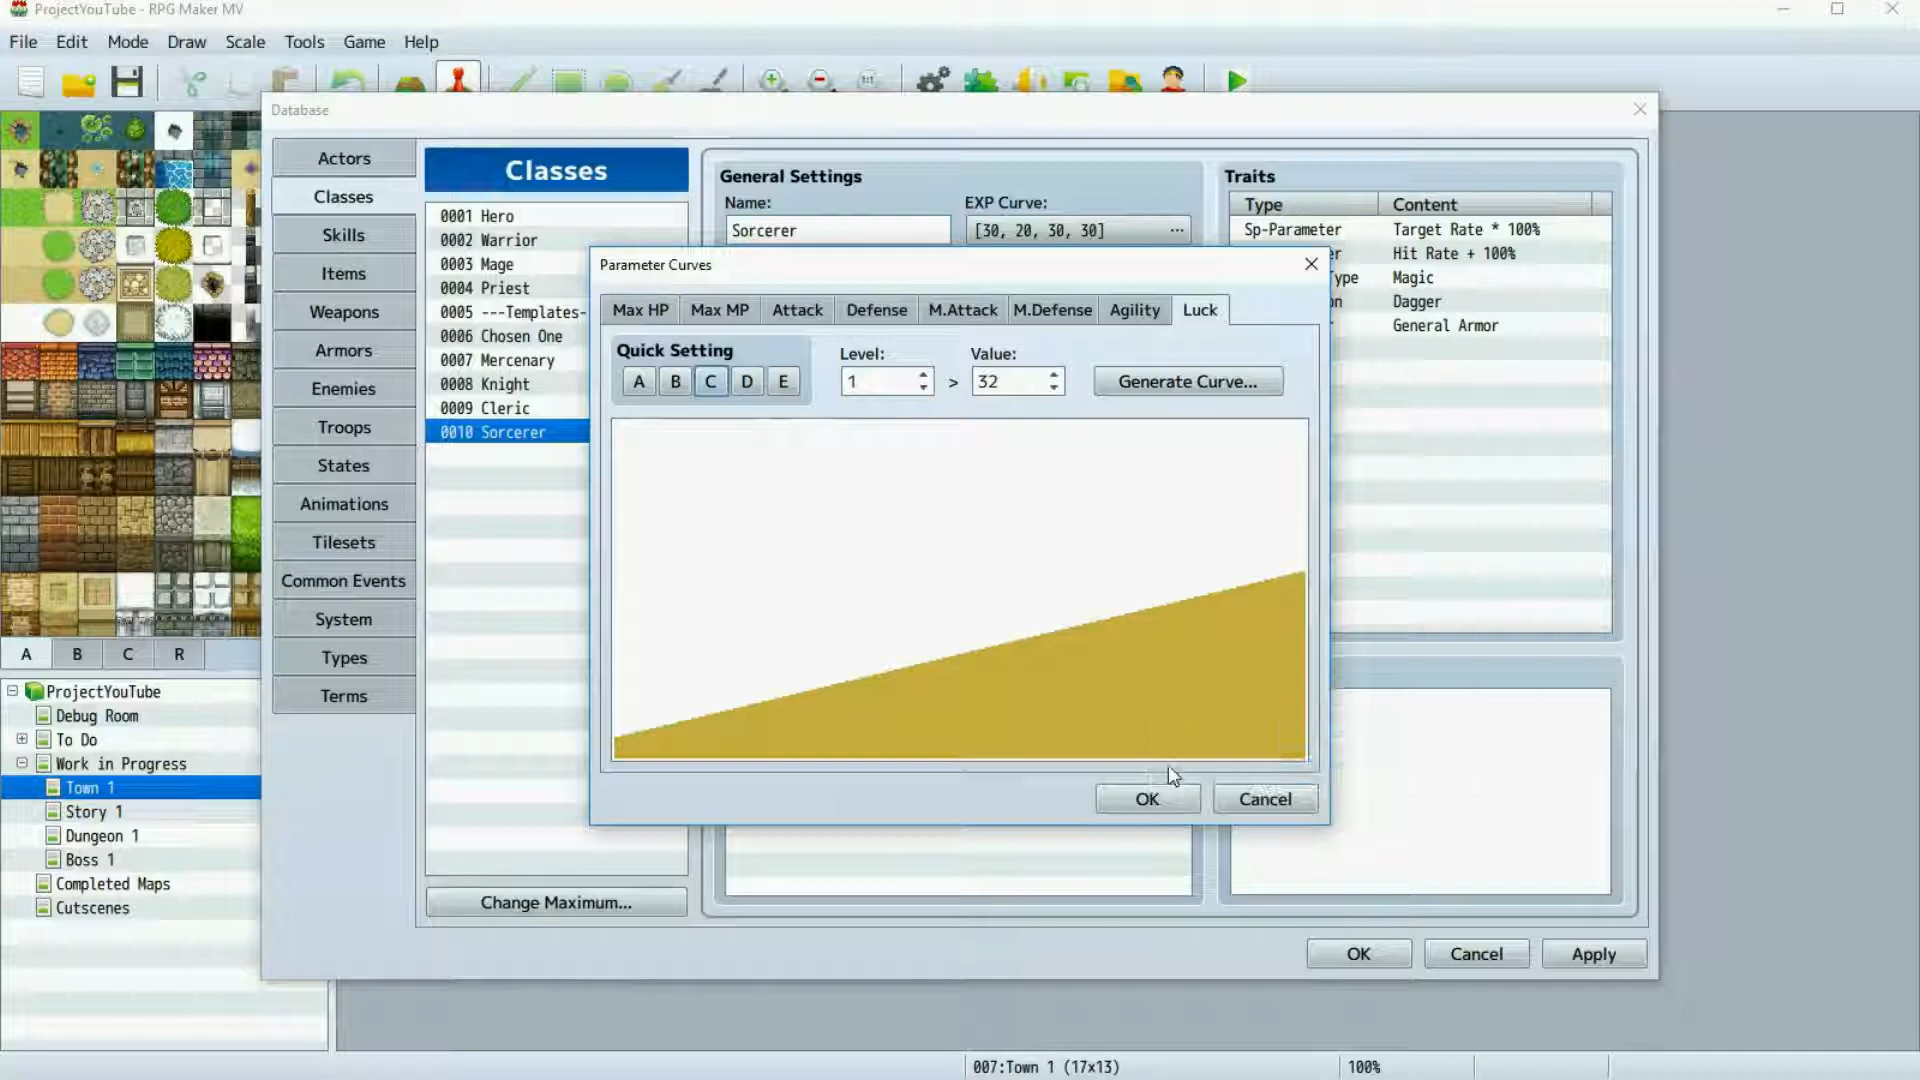 ProjectYouTube - RPG Maker MV
File Edit Mode Draw Scale Tools Game Help
1:1
Database
Actors
Classes
Skills
Items
Weapons
Armors
Enemies
Troops
States
Animations
Tilesets
Common Events
System
Types
Terms
Classes
0001 Hero
0002 Warrior
0003 Mage
0004 Priest
0005 ---Templates-
0006 Chosen One
0007 Mercenary
0008 Knight
0009 Cleric
0010 Sorcerer
Change Maximum...
General Settings
Name: EXP Curve:
Sorcerer [30, 20, 30, 30] ...
Traits
Type Content
Sp-Parameter Target Rate * 100%
er Hit Rate + 100%
Type Magic
on Dagger
r General Armor
Parameter Curves
Max HP Max MP Attack Defense M.Attack M.Defense Agility Luck
Quick Setting Level: Value:
A B C D E 1 > 32 Generate Curve...
OK Cancel
OK Cancel Apply
A B C R
ProjectYouTube
Debug Room
To Do
Work in Progress
Town 1
Story 1
Dungeon 1
Boss 1
Completed Maps
Cutscenes
007:Town 1 (17x13) 100%